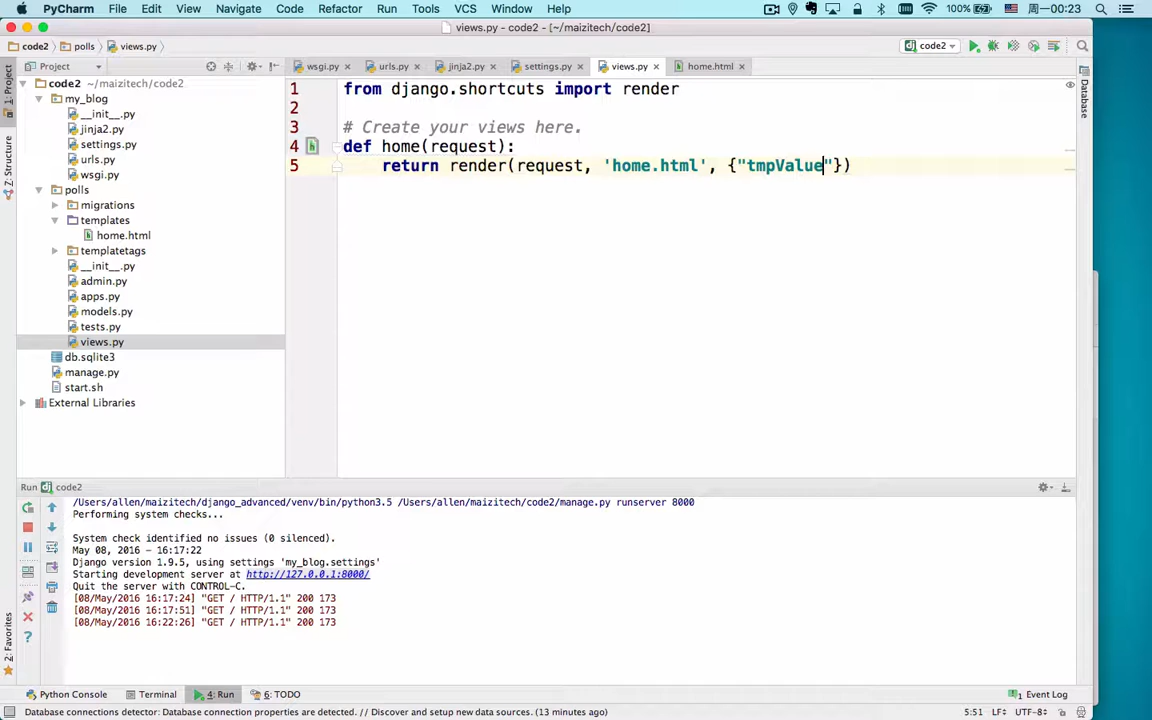 PyCharm File Edit View Navigate Code Refactor Run Tools VCS Window Help 100% 周一00:23
views.py - code2 - [~/maizitech/code2]
code2 polls views.py code2
Project wsgi.py urls.py jinja2.py settings.py views.py home.html
1: Project
Z: Structure
2: Favorites
Database
code2 ~/maizitech/code2
my_blog
__init__.py
jinja2.py
settings.py
urls.py
wsgi.py
polls
migrations
templates
home.html
templatetags
__init__.py
admin.py
apps.py
models.py
tests.py
views.py
db.sqlite3
manage.py
start.sh
External Libraries
1 from django.shortcuts import render
2
3 # Create your views here.
4 def home(request):
5 return render(request, 'home.html', {"tmpValue"})
Run code2
/Users/allen/maizitech/django_advanced/venv/bin/python3.5 /Users/allen/maizitech/code2/manage.py runserver 8000
Performing system checks...
System check identified no issues (0 silenced).
May 08, 2016 - 16:17:22
Django version 1.9.5, using settings 'my_blog.settings'
Starting development server at http://127.0.0.1:8000/
Quit the server with CONTROL-C.
[08/May/2016 16:17:24] "GET / HTTP/1.1" 200 173
[08/May/2016 16:17:51] "GET / HTTP/1.1" 200 173
[08/May/2016 16:22:26] "GET / HTTP/1.1" 200 173
Python Console Terminal 4: Run 6: TODO 1 Event Log
Database connections detector: Database connection properties are detected. // Discover and setup new data sources. (13 minutes ago) 5:51 LF÷ UTF-8÷